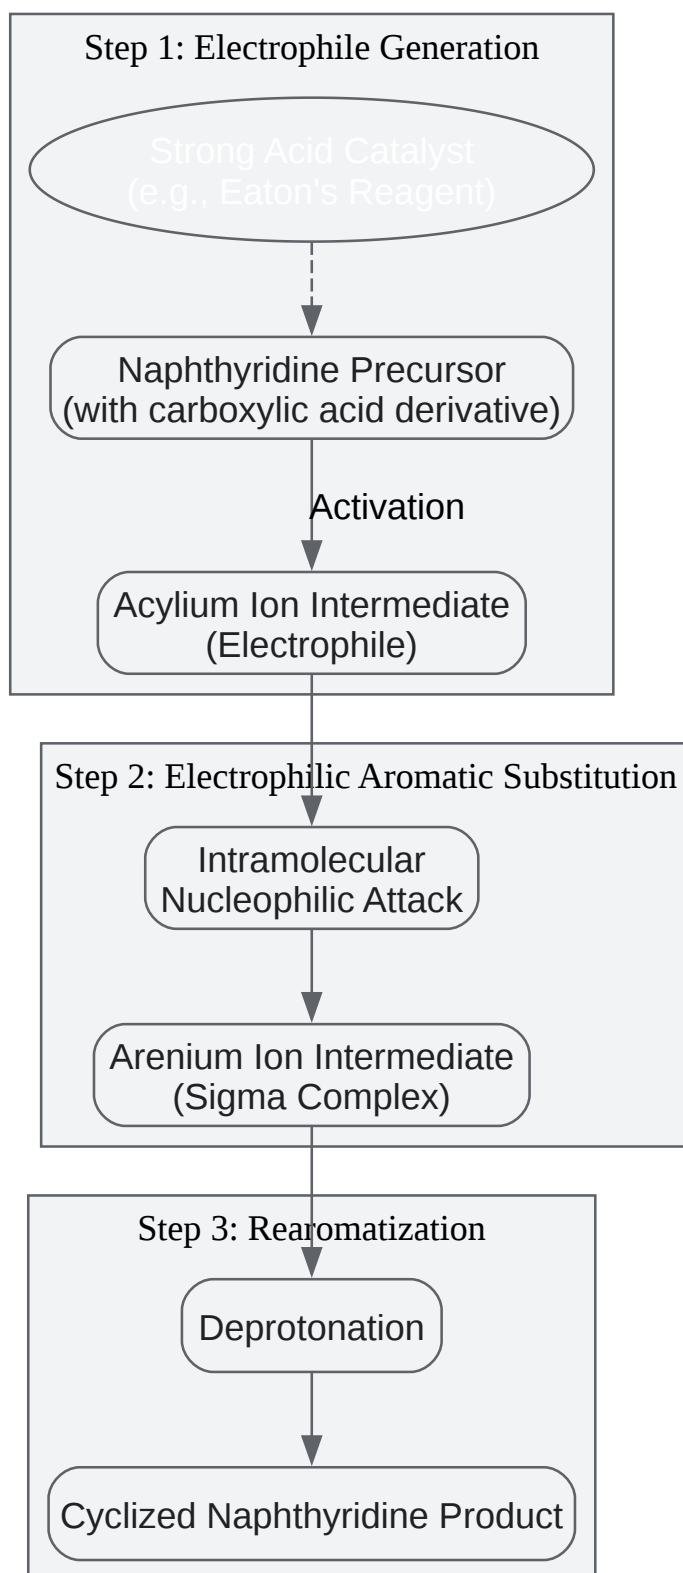 Step 1: Electrophile Generation
Strong Acid Catalyst
(e.g., Eaton's Reagent)
Naphthyridine Precursor
(with carboxylic acid derivative)
Activation
Acylium Ion Intermediate
(Electrophile)
Step 2: Electrophilic Aromatic Substitution
Intramolecular
Nucleophilic Attack
Arenium Ion Intermediate
(Sigma Complex)
Step 3: Rearomatization
Deprotonation
Cyclized Naphthyridine Product